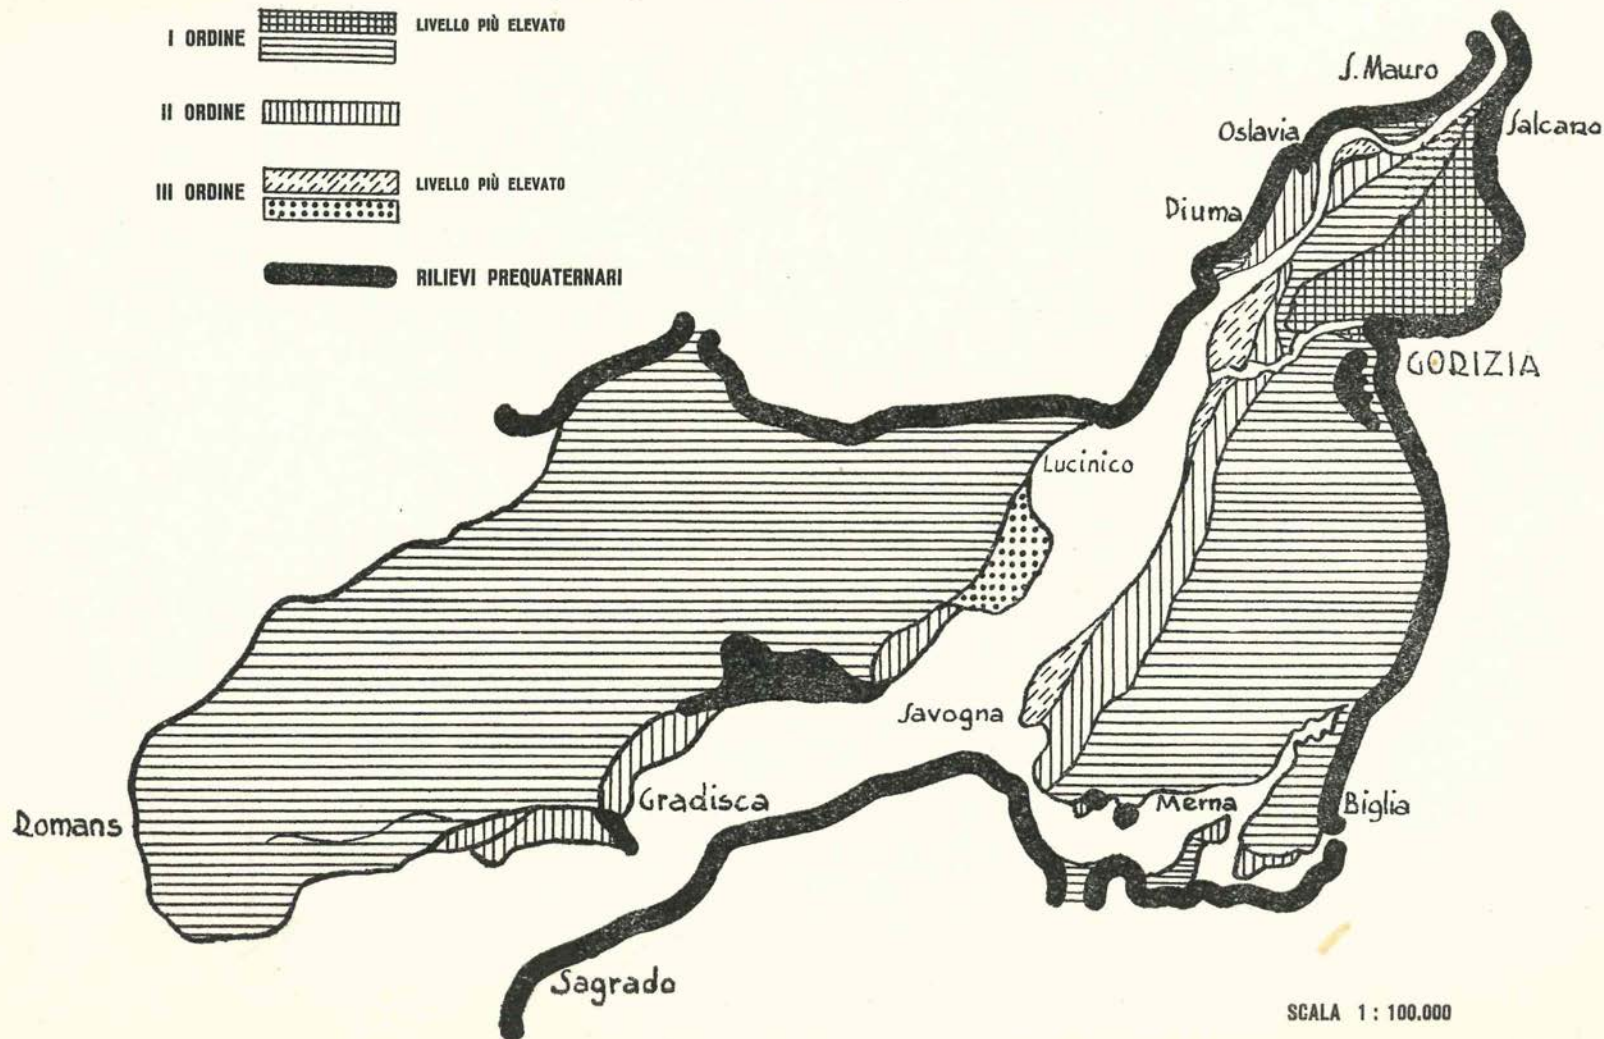 I ORDINE
LIVELLO PIÙ ELEVATO
II ORDINE
III ORDINE
LIVELLO PIÙ ELEVATO
RILIEVI PREQUATERNARI
S. Mauro
Oslavia
Salcano
Diuma
GORIZIA
Lucinico
Savogna
Gradisca
Merna
Biglia
Romans
Sagrado
SCALA 1 : 100.000